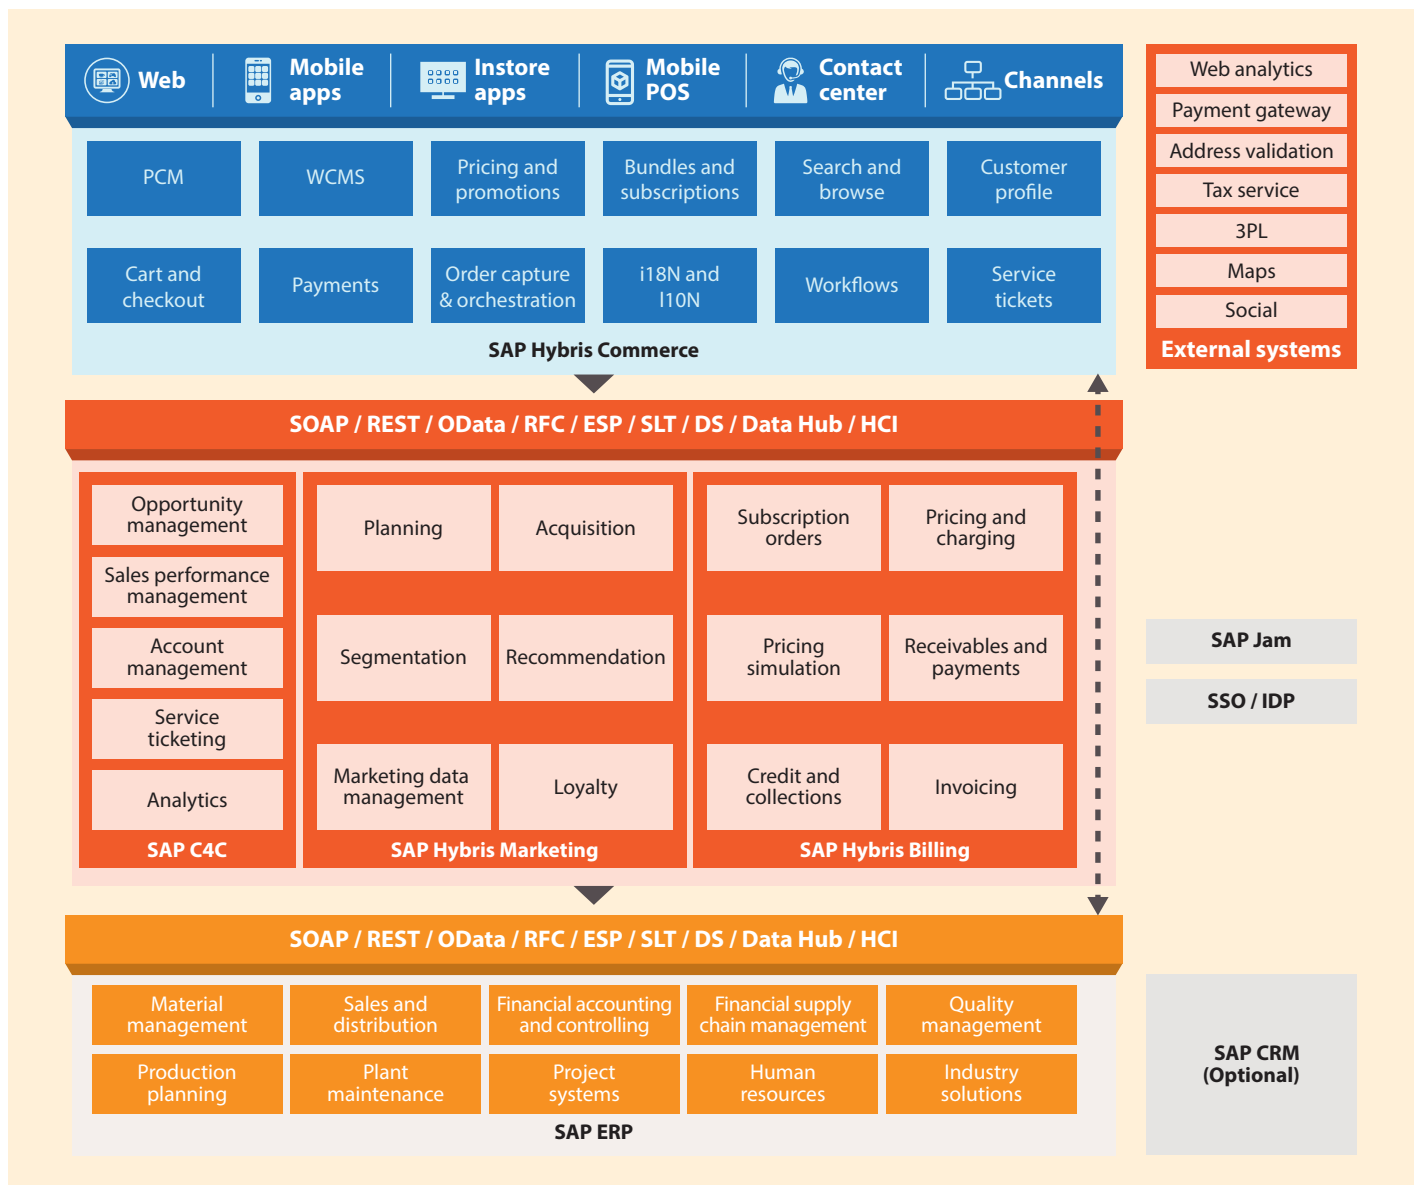 Web
Mobile
apps
Instore
apps
Mobile
POS
Contact
center
Channels
PCM
WCMS
Pricing and
promotions
Bundles and
subscriptions
Search and
browse
Customer
profile
Cart and
checkout
Payments
Order capture
& orchestration
i18N and
l10N
Workflows
Service
tickets
SAP Hybris Commerce
Web analytics
Payment gateway
Address validation
Tax service
3PL
Maps
Social
External systems
SOAP / REST / OData / RFC / ESP / SLT / DS / Data Hub / HCI
Opportunity
management
Sales performance
management
Account
management
Service
ticketing
Analytics
SAP C4C
Planning
Acquisition
Segmentation
Recommendation
Marketing data
management
Loyalty
SAP Hybris Marketing
Subscription
orders
Pricing and
charging
Pricing
simulation
Receivables and
payments
Credit and
collections
Invoicing
SAP Hybris Billing
SAP Jam
SSO / IDP
SOAP / REST / OData / RFC / ESP / SLT / DS / Data Hub / HCI
Material
management
Sales and
distribution
Financial accounting
and controlling
Financial supply
chain management
Quality
management
Production
planning
Plant
maintenance
Project
systems
Human
resources
Industry
solutions
SAP ERP
SAP CRM
(Optional)